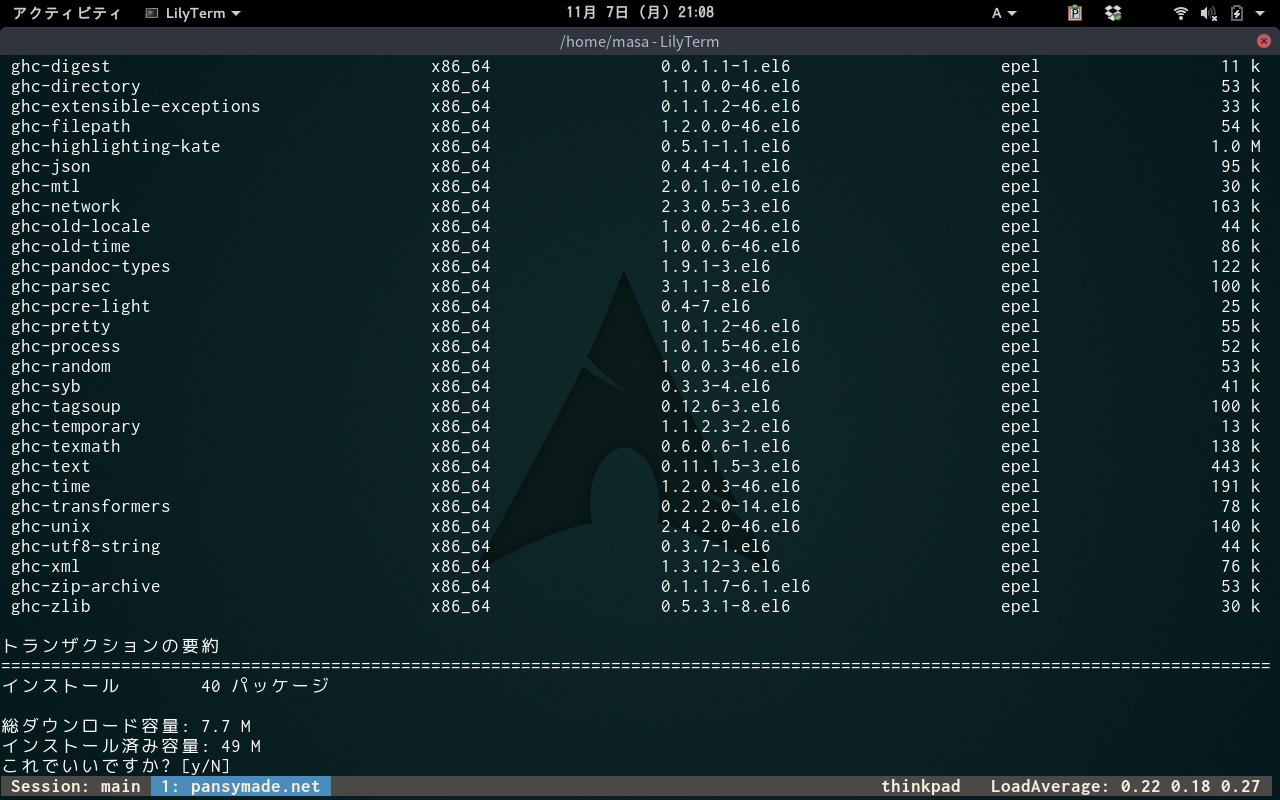 アクティビティ LilyTerm 11月 7日 (月) 21:08 A
/home/masa - LilyTerm
ghc-digest x86_64 0.0.1.1-1.el6 epel 11 k
ghc-directory x86_64 1.1.0.0-46.el6 epel 53 k
ghc-extensible-exceptions x86_64 0.1.1.2-46.el6 epel 33 k
ghc-filepath x86_64 1.2.0.0-46.el6 epel 54 k
ghc-highlighting-kate x86_64 0.5.1-1.1.el6 epel 1.0 M
ghc-json x86_64 0.4.4-4.1.el6 epel 95 k
ghc-mtl x86_64 2.0.1.0-10.el6 epel 30 k
ghc-network x86_64 2.3.0.5-3.el6 epel 163 k
ghc-old-locale x86_64 1.0.0.2-46.el6 epel 44 k
ghc-old-time x86_64 1.0.0.6-46.el6 epel 86 k
ghc-pandoc-types x86_64 1.9.1-3.el6 epel 122 k
ghc-parsec x86_64 3.1.1-8.el6 epel 100 k
ghc-pcre-light x86_64 0.4-7.el6 epel 25 k
ghc-pretty x86_64 1.0.1.2-46.el6 epel 55 k
ghc-process x86_64 1.0.1.5-46.el6 epel 52 k
ghc-random x86_64 1.0.0.3-46.el6 epel 53 k
ghc-syb x86_64 0.3.3-4.el6 epel 41 k
ghc-tagsoup x86_64 0.12.6-3.el6 epel 100 k
ghc-temporary x86_64 1.1.2.3-2.el6 epel 13 k
ghc-texmath x86_64 0.6.0.6-1.el6 epel 138 k
ghc-text x86_64 0.11.1.5-3.el6 epel 443 k
ghc-time x86_64 1.2.0.3-46.el6 epel 191 k
ghc-transformers x86_64 0.2.2.0-14.el6 epel 78 k
ghc-unix x86_64 2.4.2.0-46.el6 epel 140 k
ghc-utf8-string x86_64 0.3.7-1.el6 epel 44 k
ghc-xml x86_64 1.3.12-3.el6 epel 76 k
ghc-zip-archive x86_64 0.1.1.7-6.1.el6 epel 53 k
ghc-zlib x86_64 0.5.3.1-8.el6 epel 30 k
トランザクションの要約
===============================================================================================================================
インストール 40 パッケージ
総ダウンロード容量: 7.7 M
インストール済み容量: 49 M
これでいいですか? [y/N]
Session: main 1: pansymade.net thinkpad LoadAverage: 0.22 0.18 0.27